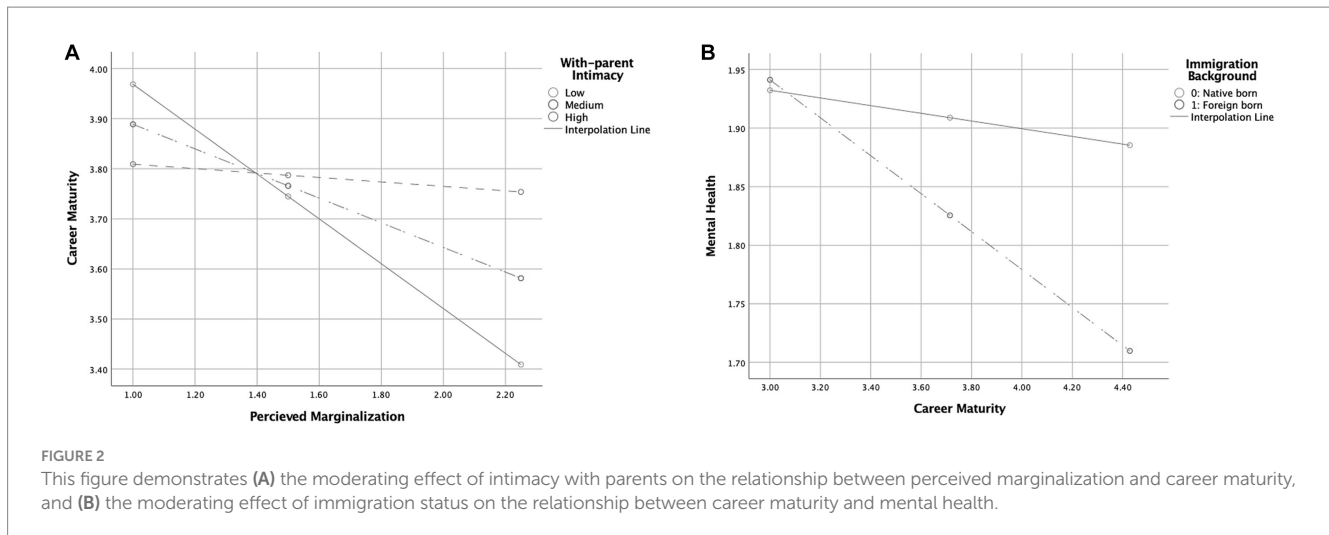 A
4.00
3.90
3.80
3.70
3.60
3.50
3.40
Career Maturity
1.00 1.20 1.40 1.60 1.80 2.00 2.20
Percieved Marginalization
With-parent
Intimacy
Low
Medium
High
Interpolation Line
B
1.95
1.90
1.85
1.80
1.75
1.70
Mental Health
3.00 3.20 3.40 3.60 3.80 4.00 4.20 4.40
Career Maturity
Immigration
Background
0: Native born
1: Foreign born
Interpolation Line
FIGURE 2
This figure demonstrates (A) the moderating effect of intimacy with parents on the relationship between perceived marginalization and career maturity,
and (B) the moderating effect of immigration status on the relationship between career maturity and mental health.